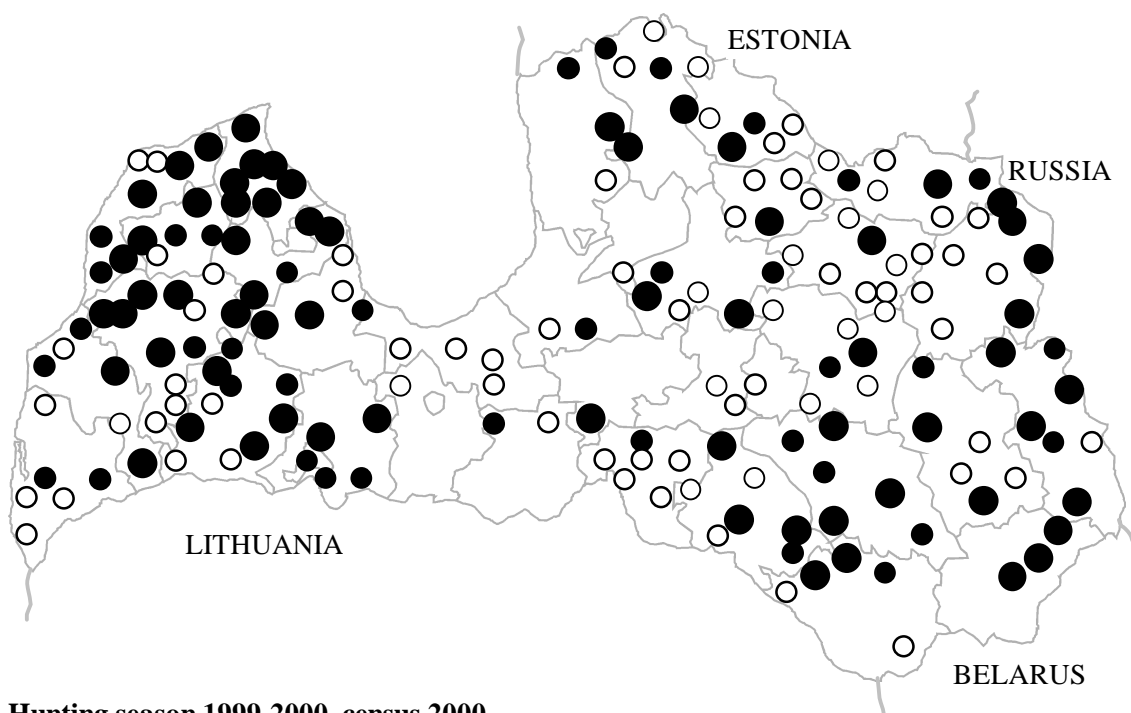 ESTONIA
RUSSIA
LITHUANIA
BELARUS
Hunting season 1999-2000, census 2000